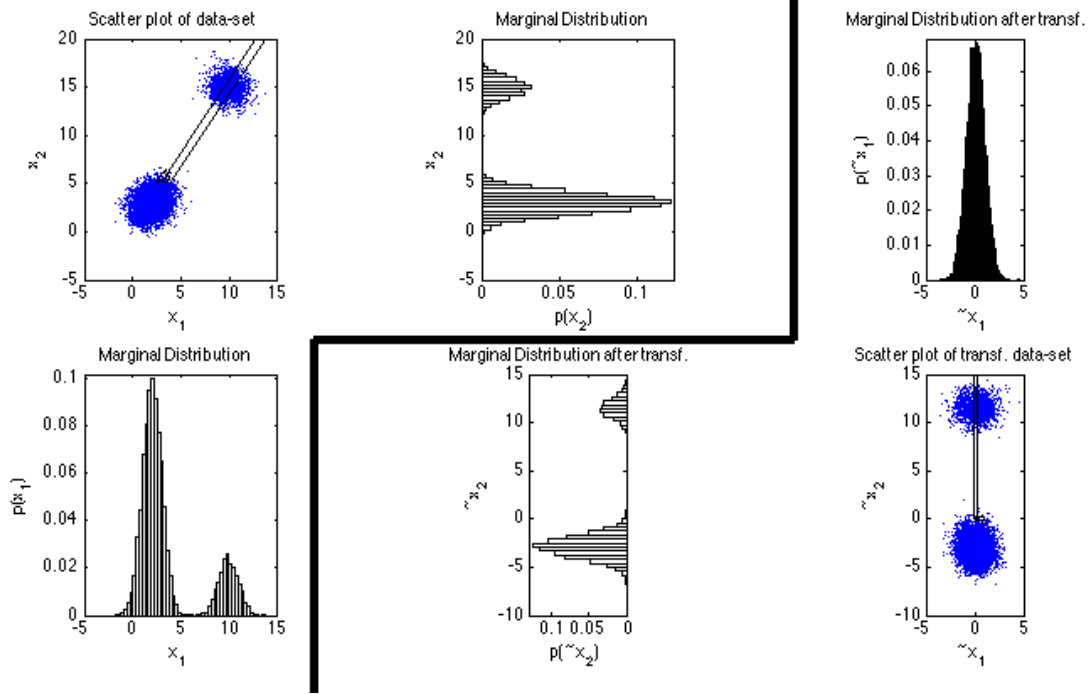 Scatter plot of data-set
20
15
10
5
0
-5
x2
-5 0 5 10 15
x1
Marginal Distribution
20
15
10
5
0
-5
x2
0 0.05 0.1
p(x2)
Marginal Distribution after transf.
0.06
0.05
0.04
0.03
0.02
0.01
0
p(~x1)
-5 0 5
~x1
Marginal Distribution
0.1
0.08
0.06
0.04
0.02
0
p(x1)
-5 0 5 10 15
x1
Marginal Distribution after transf.
15
10
5
0
-5
-10
~x2
0.1 0.05 0
p(~x2)
Scatter plot of transf. data-set
15
10
5
0
-5
-10
~x2
-5 0 5
~x1